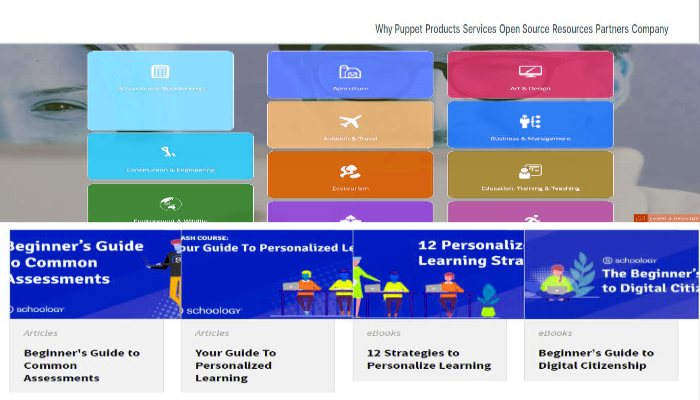 Why Puppet Products Services Open Source Resources Partners Company
Agriculture
Art & Design
Aviation & Travel
Business & Management
Construction & Engineering
Ecotourism
Education, Training & Teaching
Environment & Wildlife
Leave a message
Beginner's Guide
o Common
Assessments
schoology
ASH COURSE:
our Guide To Personalized Le
schoology
12 Personaliz
Learning Stra
schoology
The Beginner's
to Digital Citiz
Articles
Beginner's Guide to
Common
Assessments
Articles
Your Guide To
Personalized
Learning
eBooks
12 Strategies to
Personalize Learning
eBooks
Beginner's Guide to
Digital Citizenship